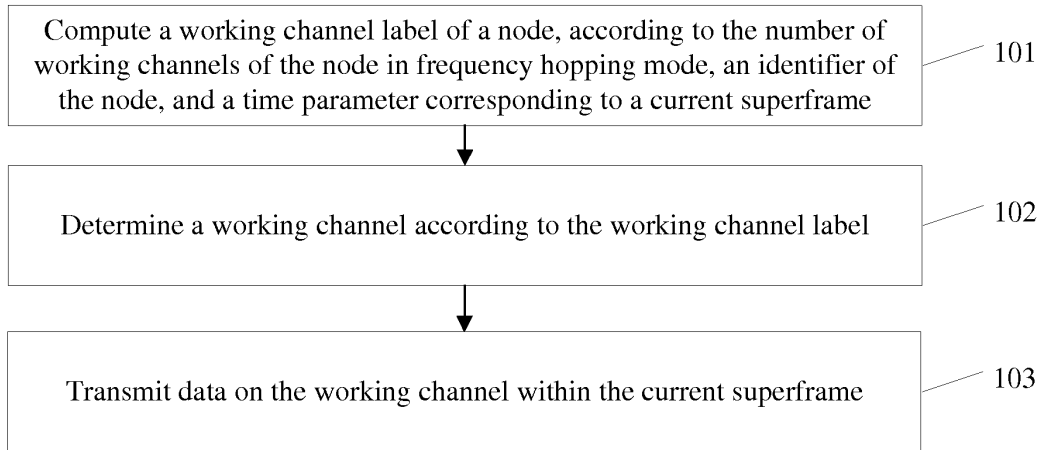 Compute a working channel label of a node, according to the number of
working channels of the node in frequency hopping mode, an identifier of
the node, and a time parameter corresponding to a current superframe
101
Determine a working channel according to the working channel label
102
Transmit data on the working channel within the current superframe
103